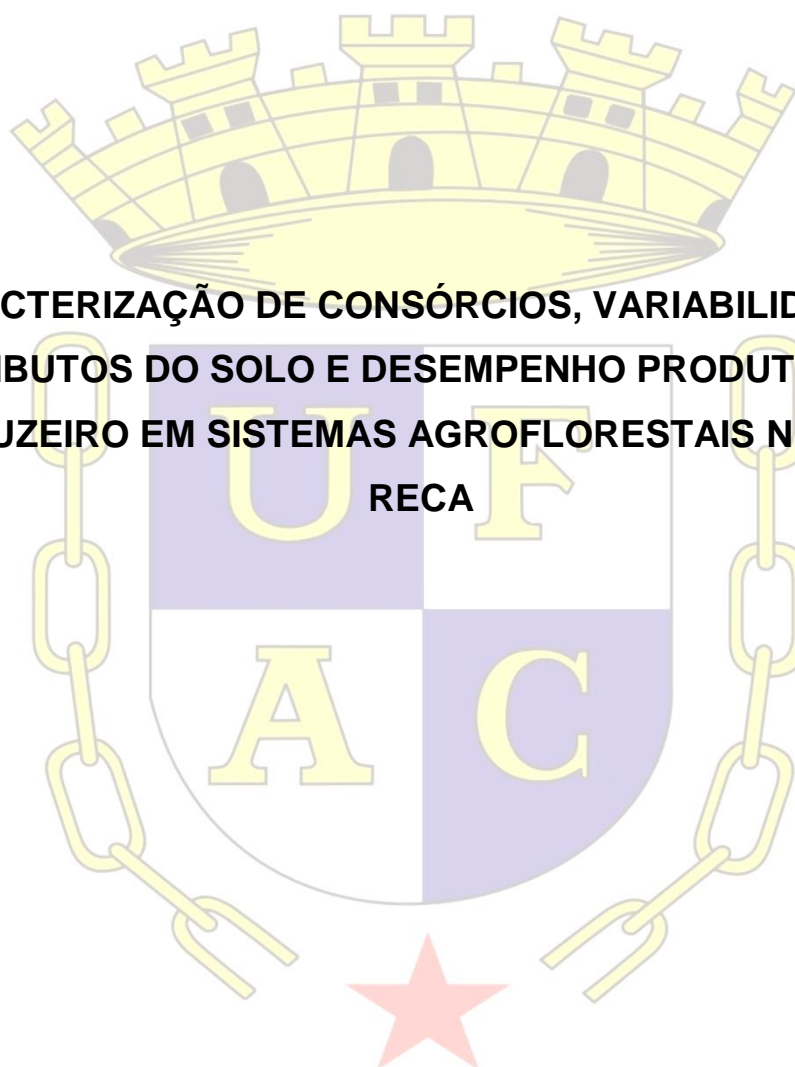 CTERIZAÇÃO DE CONSÓRCIOS, VARIABILID
IBUTOS DO SOLO E DESEMPENHO PRODUT
UZEIRO EM SISTEMAS AGROFLORESTAIS N
RECA
U F
A C